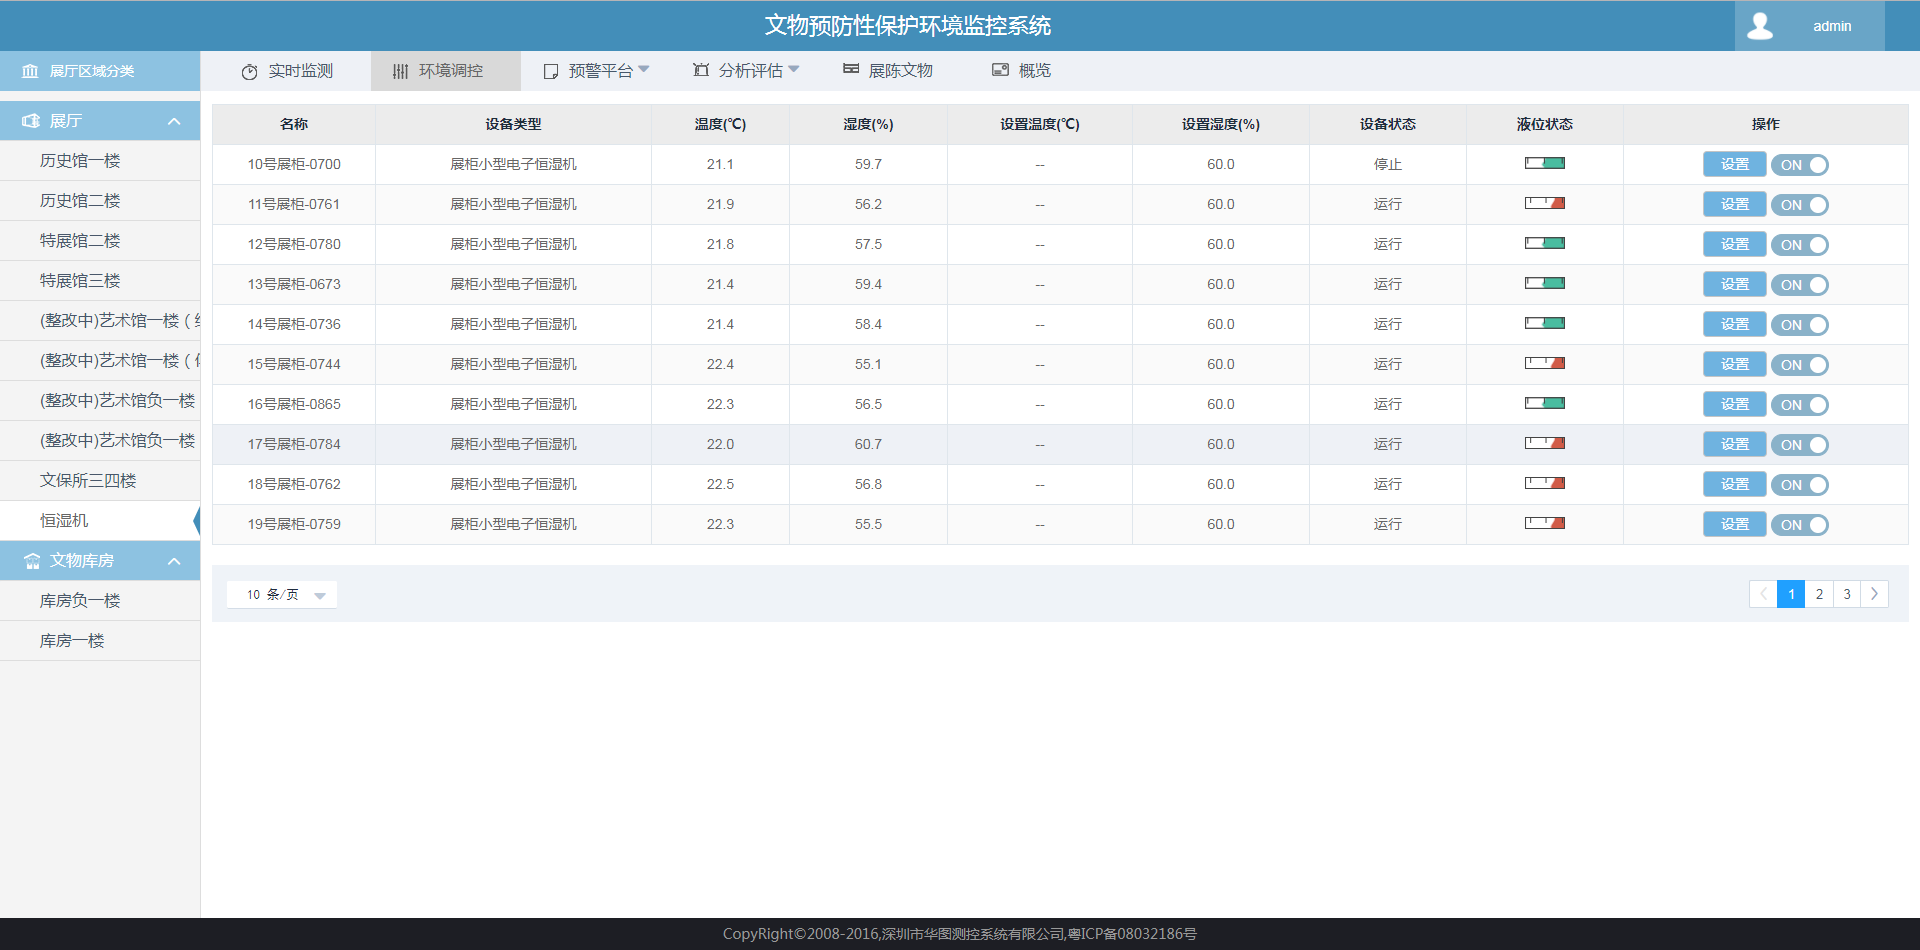 文物预防性保护环境监控系统
admin
展厅区域分类
实时监测 环境调控 预警平台 分析评估 展陈文物 概览
展厅
历史馆一楼
历史馆二楼
特展馆二楼
特展馆三楼
(整改中)艺术馆一楼（
(整改中)艺术馆一楼（
(整改中)艺术馆负一楼
(整改中)艺术馆负一楼
文保所三四楼
恒湿机
文物库房
库房负一楼
库房一楼
名称 设备类型 温度(℃) 湿度(%) 设置温度(℃) 设置湿度(%) 设备状态 液位状态 操作
10号展柜-0700 展柜小型电子恒湿机 21.1 59.7 -- 60.0 停止 设置 ON
11号展柜-0761 展柜小型电子恒湿机 21.9 56.2 -- 60.0 运行 设置 ON
12号展柜-0780 展柜小型电子恒湿机 21.8 57.5 -- 60.0 运行 设置 ON
13号展柜-0673 展柜小型电子恒湿机 21.4 59.4 -- 60.0 运行 设置 ON
14号展柜-0736 展柜小型电子恒湿机 21.4 58.4 -- 60.0 运行 设置 ON
15号展柜-0744 展柜小型电子恒湿机 22.4 55.1 -- 60.0 运行 设置 ON
16号展柜-0865 展柜小型电子恒湿机 22.3 56.5 -- 60.0 运行 设置 ON
17号展柜-0784 展柜小型电子恒湿机 22.0 60.7 -- 60.0 运行 设置 ON
18号展柜-0762 展柜小型电子恒湿机 22.5 56.8 -- 60.0 运行 设置 ON
19号展柜-0759 展柜小型电子恒湿机 22.3 55.5 -- 60.0 运行 设置 ON
10 条/页
1 2 3
CopyRight©2008-2016,深圳市华图测控系统有限公司,粤ICP备08032186号